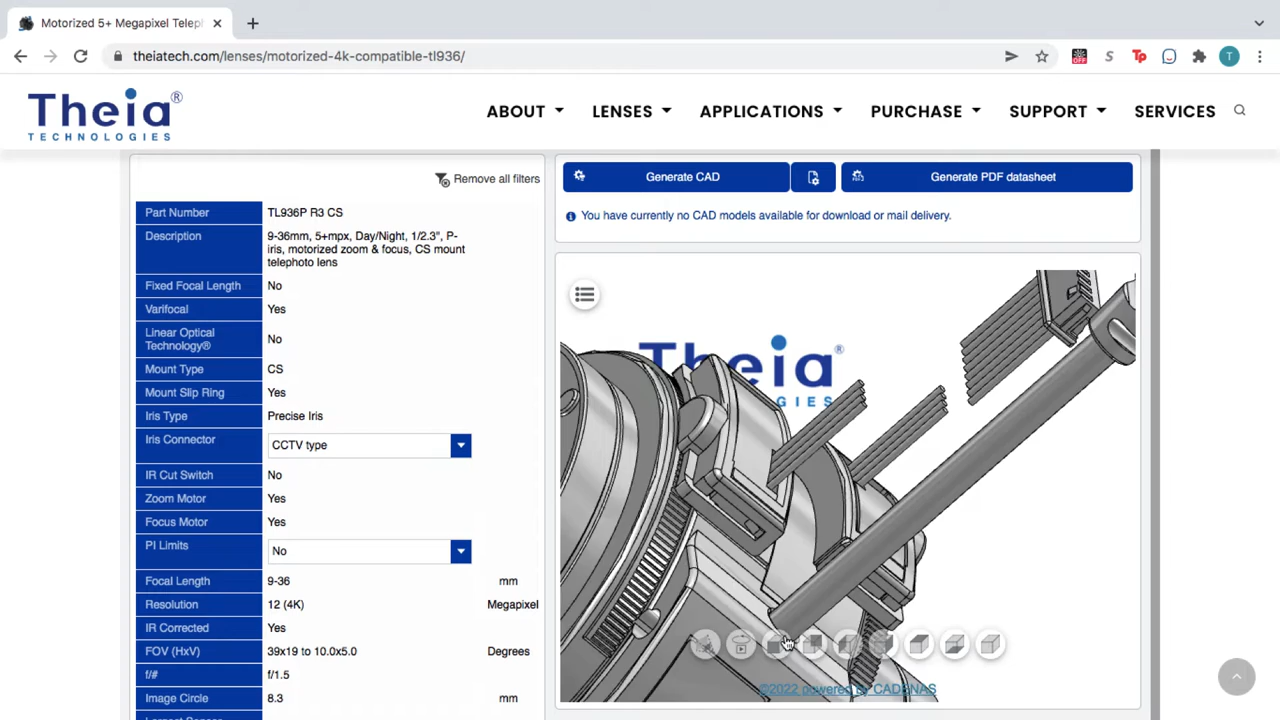 Motorized 5+ Megapixel Telep
theiatech.com/lenses/motorized-4k-compatible-tl936/
OFF
S
Tp
T
Theia®
TECHNOLOGIES
ABOUT
LENSES
APPLICATIONS
PURCHASE
SUPPORT
SERVICES
Remove all filters
Part Number TL936P R3 CS
Description 9-36mm, 5+mpx, Day/Night, 1/2.3", P-
iris, motorized zoom & focus, CS mount
telephoto lens
Fixed Focal Length No
Varifocal Yes
Linear Optical
Technology® No
Mount Type CS
Mount Slip Ring Yes
Iris Type Precise Iris
Iris Connector CCTV type
IR Cut Switch No
Zoom Motor Yes
Focus Motor Yes
PI Limits No
Focal Length 9-36 mm
Resolution 12 (4K) Megapixel
IR Corrected Yes
FOV (HxV) 39x19 to 10.0x5.0 Degrees
f/# f/1.5
Image Circle 8.3 mm
Generate CAD
Generate PDF datasheet
You have currently no CAD models available for download or mail delivery.
Theia®
©2022 powered by CADENAS